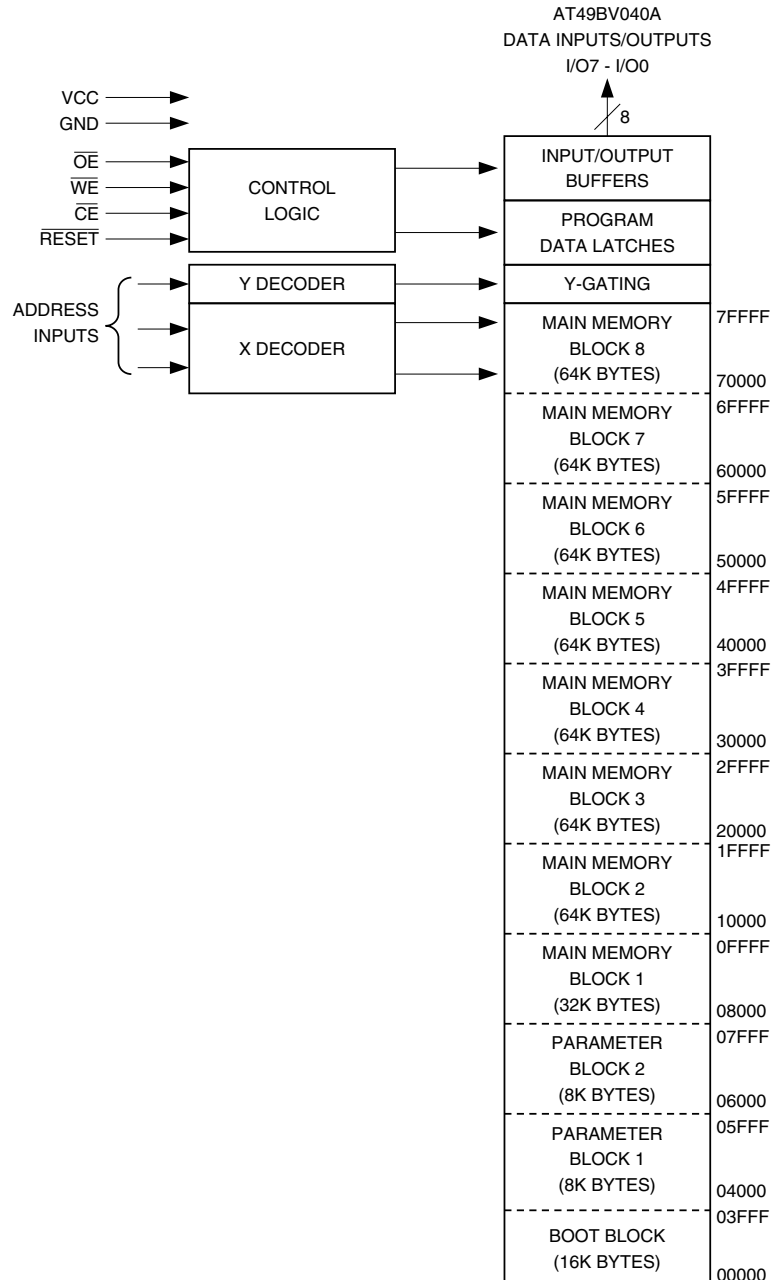 AT49BV040A
DATA INPUTS/OUTPUTS
I/O7 - I/O0
8
VCC
GND
OE
WE
CE
RESET
CONTROL
LOGIC
INPUT/OUTPUT
BUFFERS
PROGRAM
DATA LATCHES
ADDRESS
INPUTS
Y DECODER
X DECODER
Y-GATING
MAIN MEMORY
BLOCK 8
(64K BYTES)
7FFFF
70000
MAIN MEMORY
BLOCK 7
(64K BYTES)
6FFFF
60000
MAIN MEMORY
BLOCK 6
(64K BYTES)
5FFFF
50000
MAIN MEMORY
BLOCK 5
(64K BYTES)
4FFFF
40000
MAIN MEMORY
BLOCK 4
(64K BYTES)
3FFFF
30000
MAIN MEMORY
BLOCK 3
(64K BYTES)
2FFFF
20000
MAIN MEMORY
BLOCK 2
(64K BYTES)
1FFFF
10000
MAIN MEMORY
BLOCK 1
(32K BYTES)
0FFFF
08000
PARAMETER
BLOCK 2
(8K BYTES)
07FFF
06000
PARAMETER
BLOCK 1
(8K BYTES)
05FFF
04000
BOOT BLOCK
(16K BYTES)
03FFF
00000